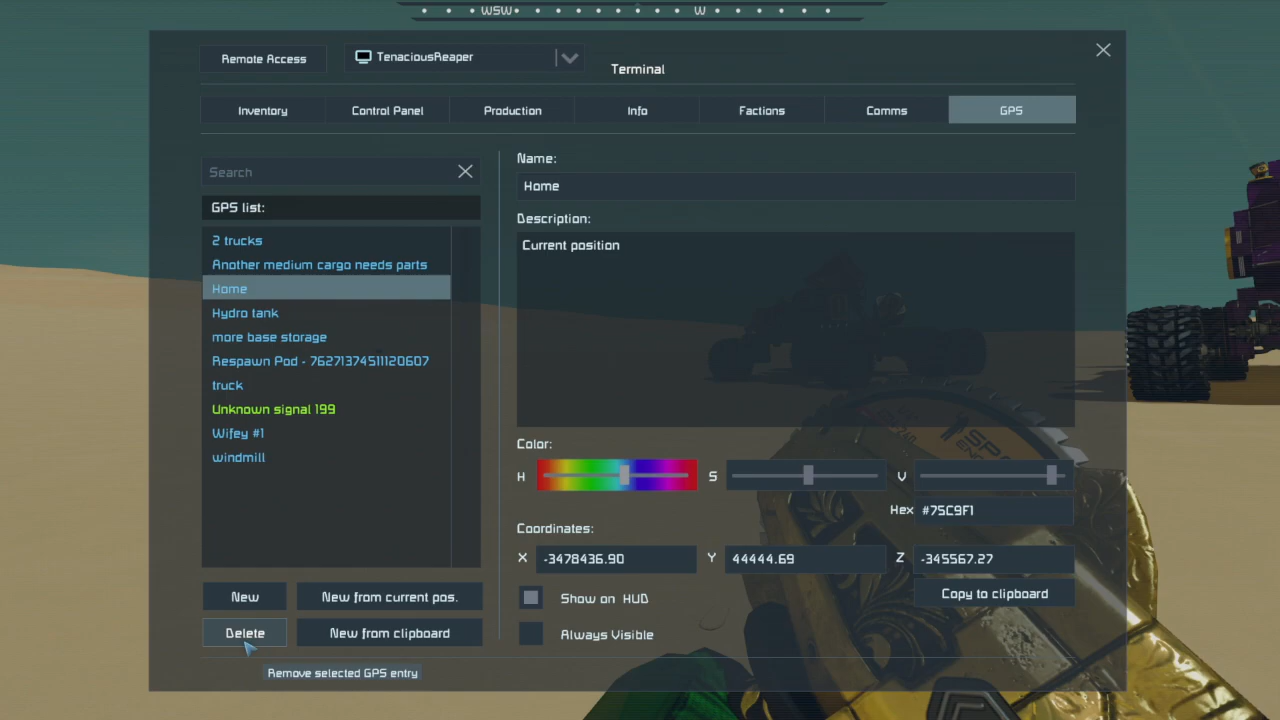 WSW
W
Remote Access
TenaciousReaper
Terminal
Inventory
Control Panel
Production
Info
Factions
Comms
GPS
Search
GPS list:
2 trucks
Another medium cargo needs parts
Home
Hydro tank
more base storage
Respawn Pod - 76271374511120607
truck
Unknown signal 199
Wifey #1
windmill
New
New from current pos.
Delete
New from clipboard
Remove selected GPS entry
Name:
Home
Description:
Current position
Color:
H
S
V
Hex #75C9F1
Coordinates:
X -3478436.90
Y 44444.69
Z -345567.27
Show on HUD
Copy to clipboard
Always Visible